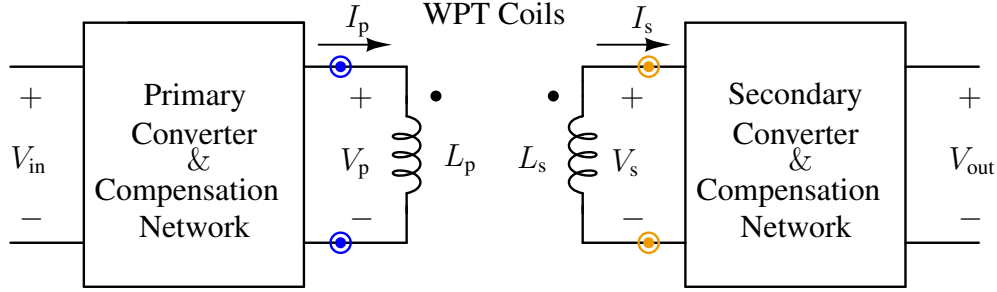 WPT Coils
I_p
I_s
+
Primary
Converter
&
Compensation
Network
V_in
−
+
V_p
−
L_p
L_s
+
V_s
−
Secondary
Converter
&
Compensation
Network
+
V_out
−